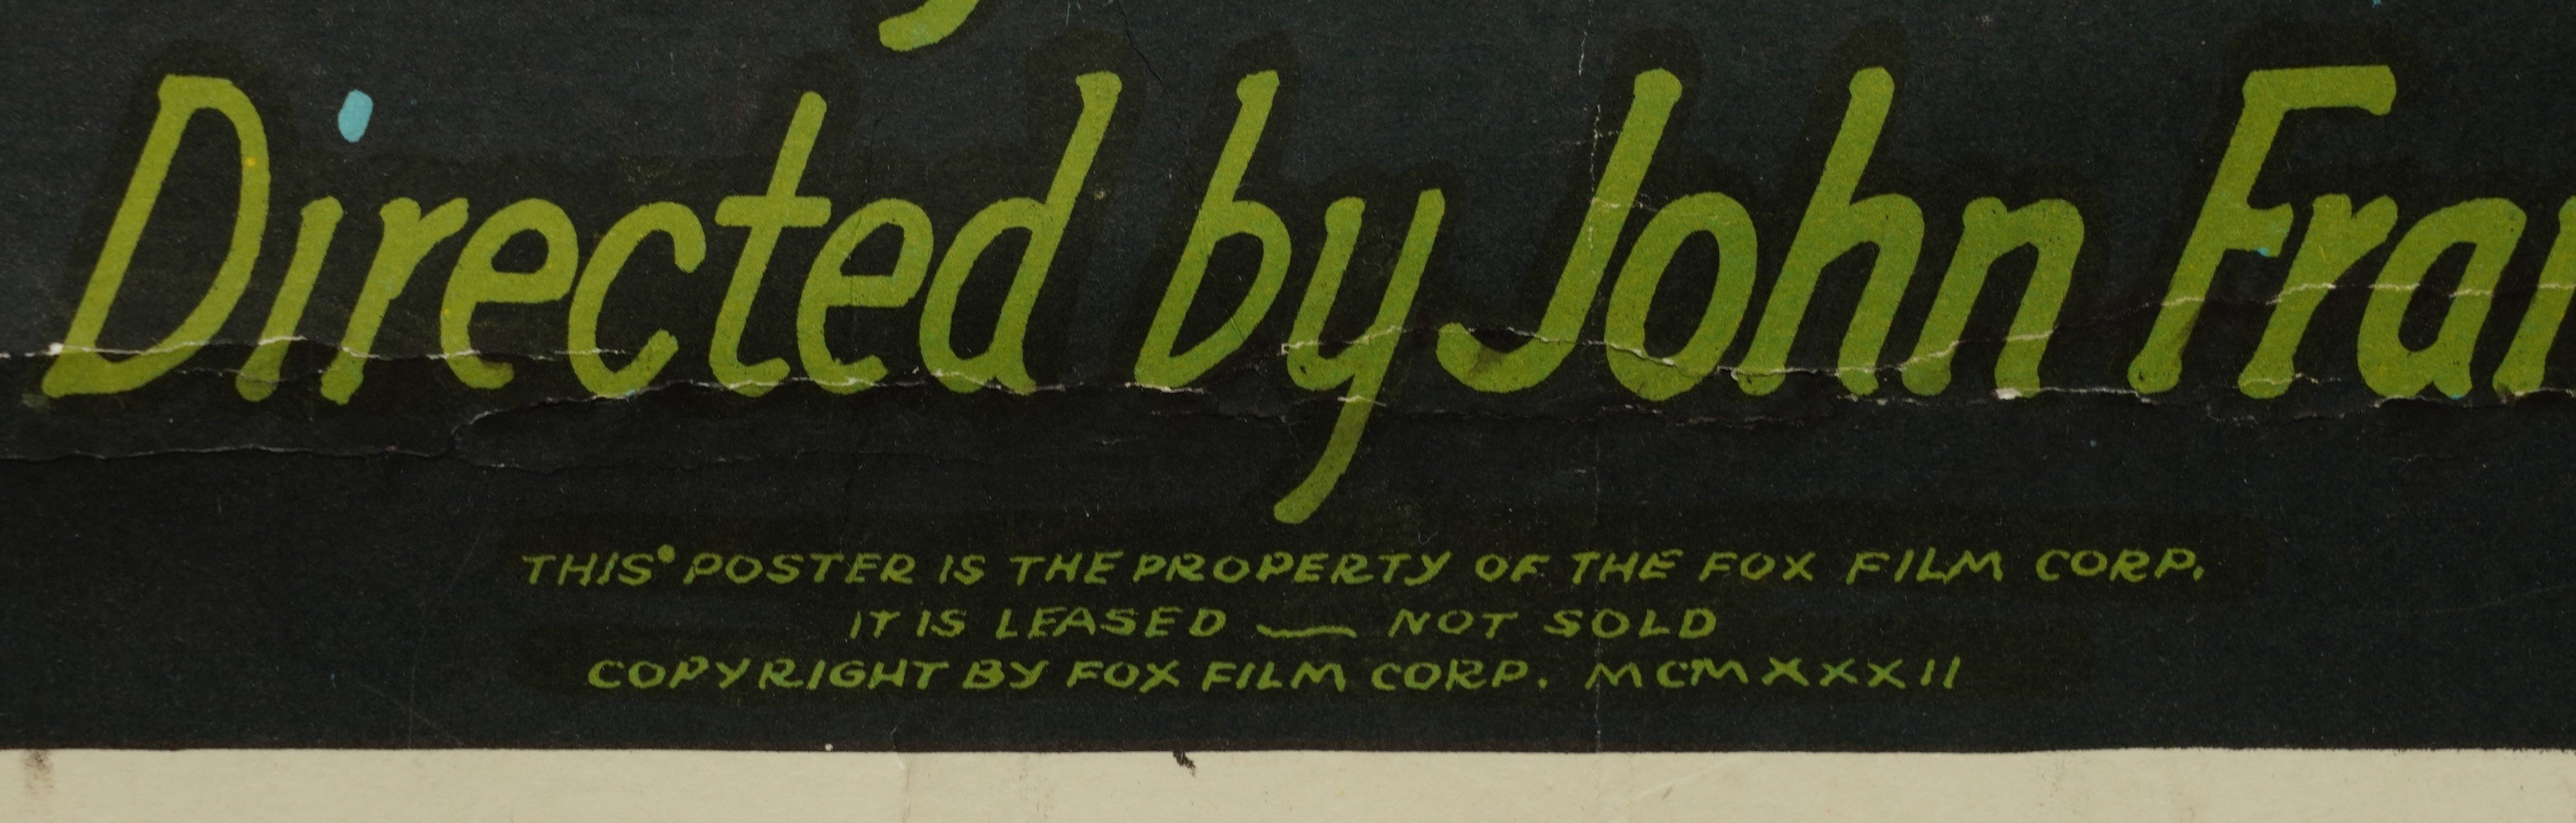 Directed by John Fra
THIS POSTER IS THE PROPERTY OF THE FOX FILM CORP.
IT IS LEASED — NOT SOLD
COPYRIGHT BY FOX FILM CORP. MCMXXXII